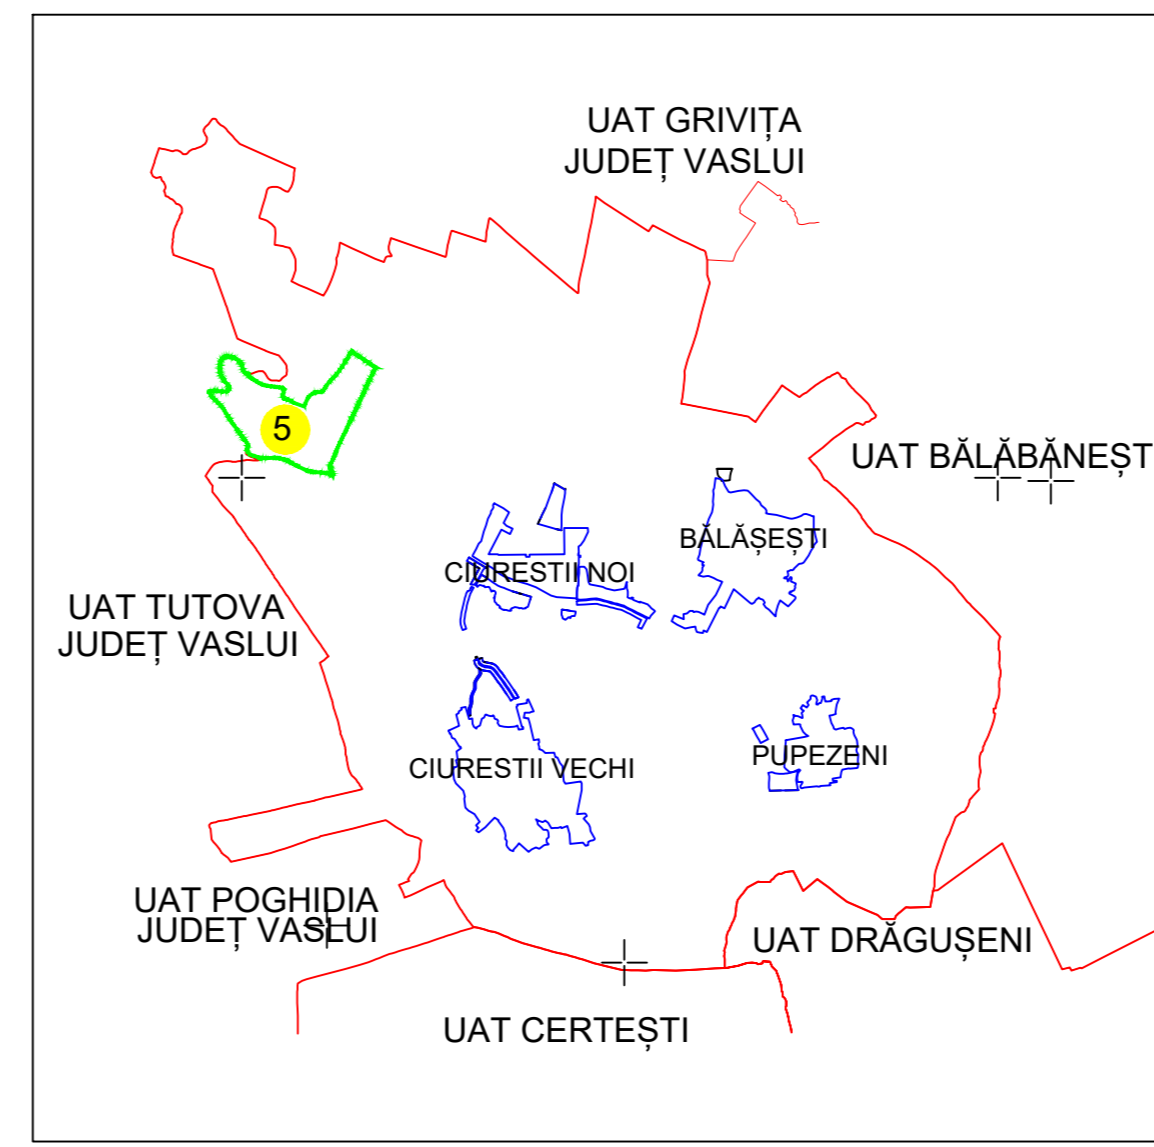 UAT GRIVIȚA
JUDEȚ VASLUI
5
UAT BĂLĂBĂNEȘT
BĂLĂȘEȘTI
CIURESTII NOI
UAT TUTOVA
JUDEȚ VASLUI
PUPEZENI
CIURESTII VECHI
UAT POGHIDIA
JUDEȚ VASLUI
UAT DRĂGUȘENI
UAT CERTEȘTI